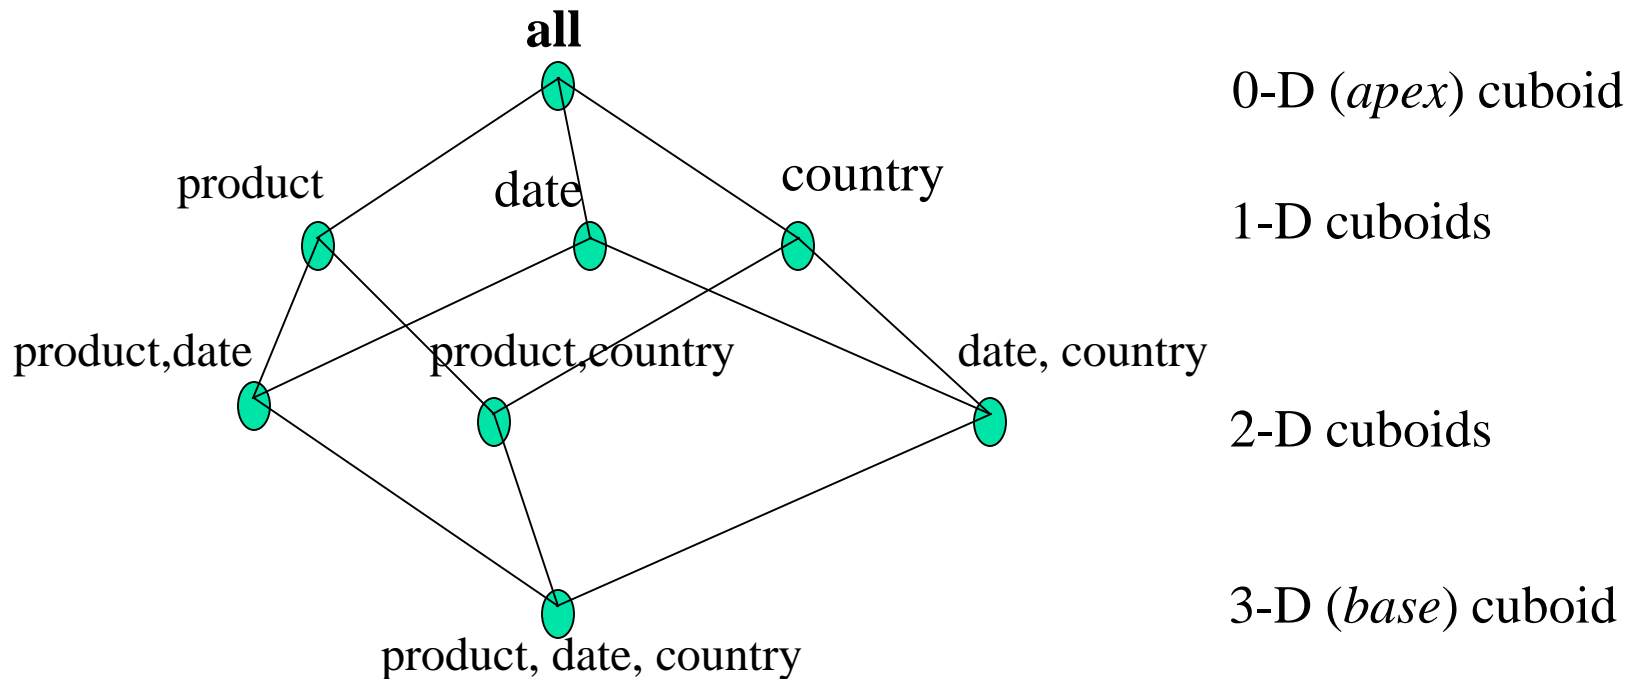 all
0-D (apex) cuboid
product
date
country
1-D cuboids
product,date
product,country
date, country
2-D cuboids
3-D (base) cuboid
product, date, country